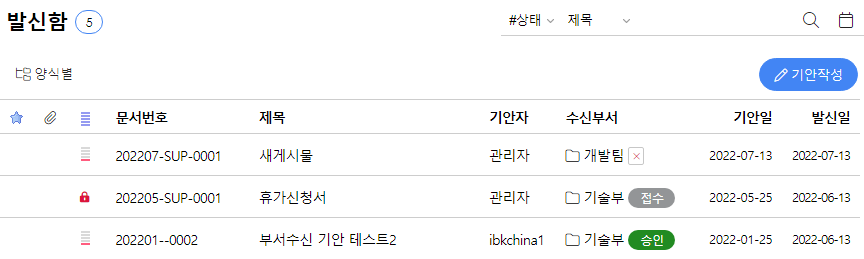 발신함 5
#상태 제목
양식별
기안작성
문서번호 제목 기안자 수신부서 기안일 발신일
202207-SUP-0001 새게시물 관리자 개발팀 2022-07-13 2022-07-13
202205-SUP-0001 휴가신청서 관리자 기술부 접수 2022-05-25 2022-06-13
202201--0002 부서수신 기안 테스트2 ibkchina1 기술부 승인 2022-01-25 2022-06-13